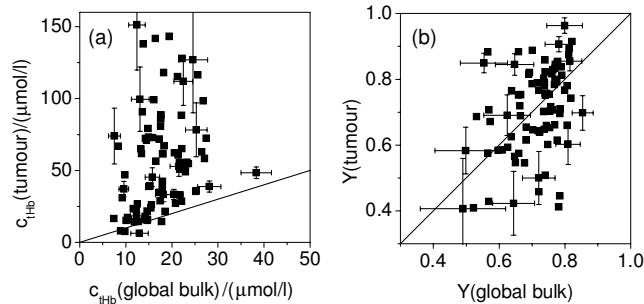 (a)
150
100
50
0
0 10 20 30 40 50
c_tHb(tumour)/(μmol/l)
c_tHb(global bulk)/(μmol/l)
(b)
1.0
0.8
0.6
0.4
0.4 0.6 0.8 1.0
Y(tumour)
Y(global bulk)